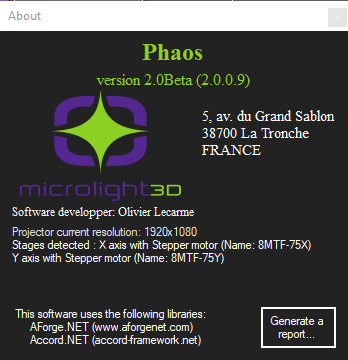 About
x
Phaos
version 2.0Beta (2.0.0.9)
5, av. du Grand Sablon
38700 La Tronche
FRANCE
microlight3D
Software developper: Olivier Lecarme
Projector current resolution: 1920x1080
Stages detected : X axis with Stepper motor (Name: 8MTF-75X)
Y axis with Stepper motor (Name: 8MTF-75Y)
This software uses the following libraries:
AForge.NET (www.aforgenet.com)
Accord.NET (accord-framework.net)
Generate a
report...